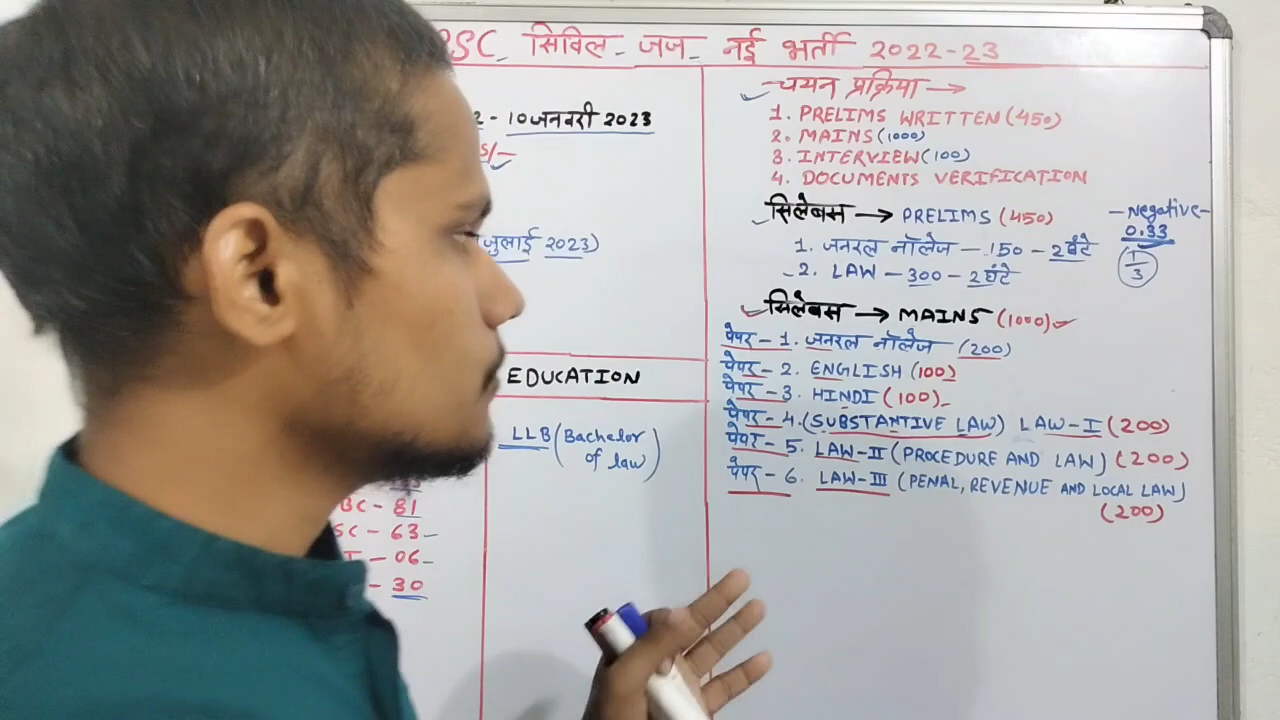 PSC सिविल जज नई भर्ती 2022-23
2 - 10 जनवरी 2023
5/-
जुलाई 2023)
EDUCATION
LLB (Bachelor
of law)
BC - 81
SC - 63
- 06
- 30
चयन प्रक्रिया →
1. PRELIMS WRITTEN (450)
2. MAINS (1000)
3. INTERVIEW (100)
4. DOCUMENTS VERIFICATION
सिलेबस → PRELIMS (450)
1. जनरल नॉलेज - 150 - 2 घंटे
2. LAW - 300 - 2 घंटे
- Negative -
0.33
1/3
सिलेबस → MAINS (1000)
पेपर - 1. जनरल नॉलेज (200)
पेपर - 2. ENGLISH (100)
पेपर - 3. HINDI (100)
पेपर - 4. (SUBSTANTIVE LAW) LAW-I (200)
पेपर - 5. LAW-II (PROCEDURE AND LAW) (200)
पेपर - 6. LAW-III (PENAL, REVENUE AND LOCAL LAW)
(200)